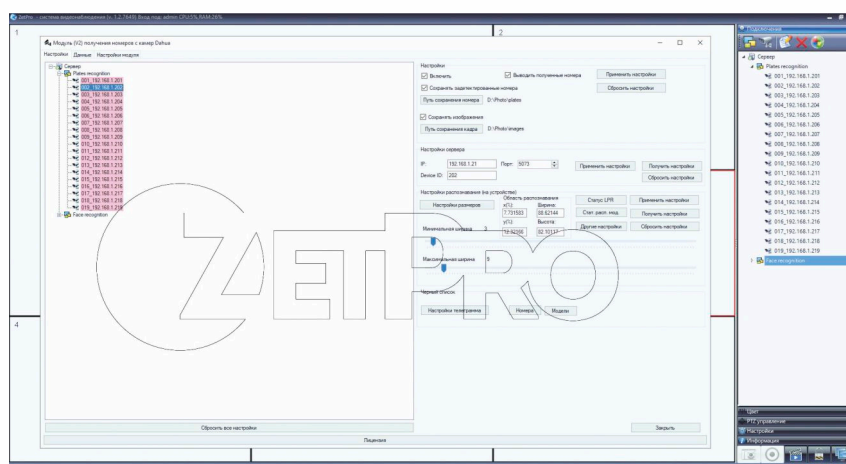 ZetPro - система видеонаблюдения (v. 1.2.7649) Вход под: admin CPU:5%, RAM:26%
1
2
4
Модуль (V2) получения номеров с камер Dahua
Настройки Данные Настройки модуля
Сервер
Plates recognition
001_192.168.1.201
002_192.168.1.202
003_192.168.1.203
004_192.168.1.204
005_192.168.1.205
006_192.168.1.206
007_192.168.1.207
008_192.168.1.208
009_192.168.1.209
010_192.168.1.210
011_192.168.1.211
012_192.168.1.212
013_192.168.1.213
014_192.168.1.214
015_192.168.1.215
016_192.168.1.216
017_192.168.1.217
018_192.168.1.218
019_192.168.1.219
Face recognition
Сбросить все настройки
Лицензия
Настройки
Включить Выводить полученные номера Применить настройки
Сохранять задетектированные номера Сбросить настройки
Путь сохранения номера D:\Photo\plates
Сохранять изображения
Путь сохранения кадра D:\Photo\images
Настройки сервера
IP: 192.168.1.21 Порт: 5073 Применить настройки Получить настройки
Device ID: 202 Сбросить настройки
Настройки распознавания (на устройстве)
Область распознавания
Настройки размеров x(%): Ширина: Статус LPR Применить настройки
7.731583 88.62144 Стат. расп. мод. Получить настройки
y(%): Высота:
Минимальная ширина 3 82.10117 Другие настройки Сбросить настройки
Максимальная ширина 9
Черный список
Настройки телеграмма Номера Модели
Закрыть
ZETPRO
Подключения
Сервер
Plates recognition
001_192.168.1.201
002_192.168.1.202
003_192.168.1.203
004_192.168.1.204
005_192.168.1.205
006_192.168.1.206
007_192.168.1.207
008_192.168.1.208
009_192.168.1.209
010_192.168.1.210
011_192.168.1.211
012_192.168.1.212
013_192.168.1.213
014_192.168.1.214
015_192.168.1.215
016_192.168.1.216
017_192.168.1.217
018_192.168.1.218
019_192.168.1.219
Face recognition
Цвет
PTZ управление
Настройки
Информация